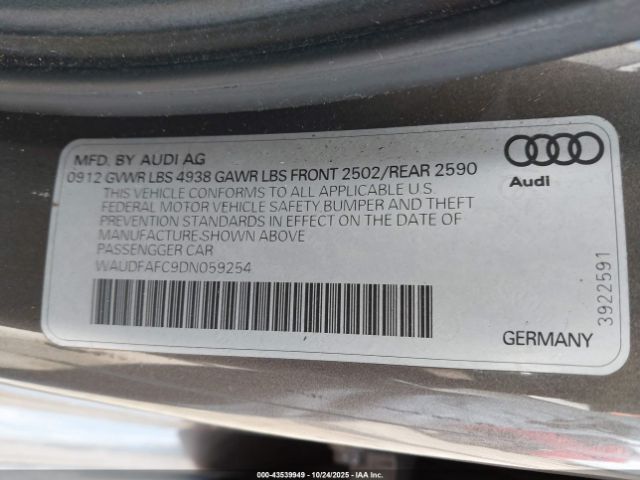 MFD. BY AUDI AG
0912 GVWR LBS 4938 GAWR LBS FRONT 2502/REAR 2590
THIS VEHICLE CONFORMS TO ALL APPLICABLE U.S.
FEDERAL MOTOR VEHICLE SAFETY BUMPER AND THEFT
PREVENTION STANDARDS IN EFFECT ON THE DATE OF
MANUFACTURE SHOWN ABOVE
PASSENGGER CAR
WAUDFAFC9DN059254
Audi
3922591
GERMANY
000-43539949 - 10/24/2025 - IAA, Inc.